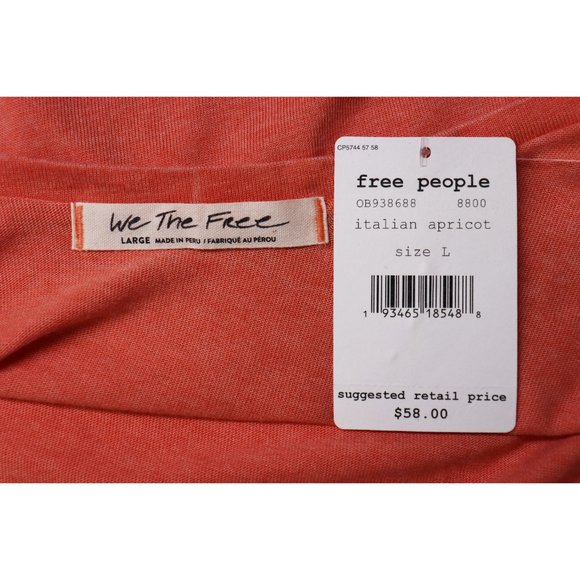 We The Free
LARGE MADE IN PERU / FABRIQUÉ AU PÉROU
CP5744 57 58
free people
OB938688 8800
italian apricot
size L
1 93465 18548 8
suggested retail price
$58.00